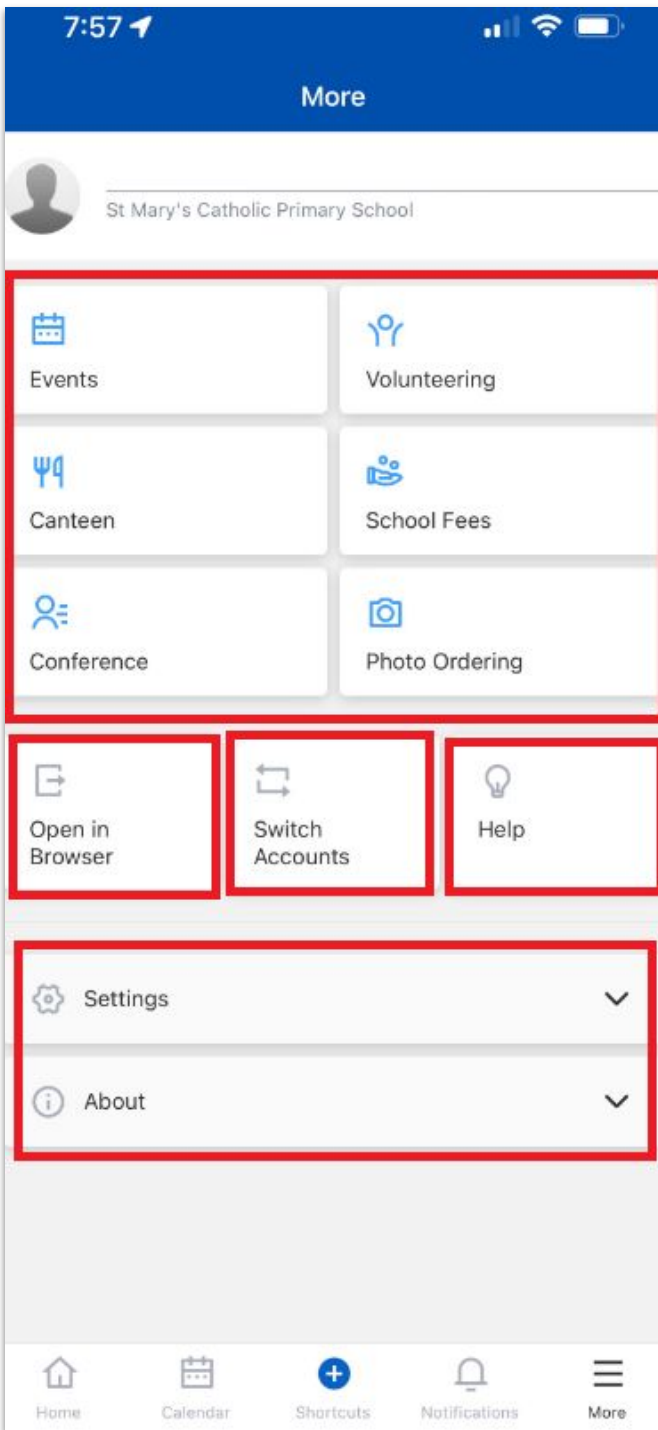 7:57
More
St Mary's Catholic Primary School
Events
Volunteering
Canteen
School Fees
Conference
Photo Ordering
Open in
Browser
Switch
Accounts
Help
Settings
About
Home
Calendar
Shortcuts
Notifications
More